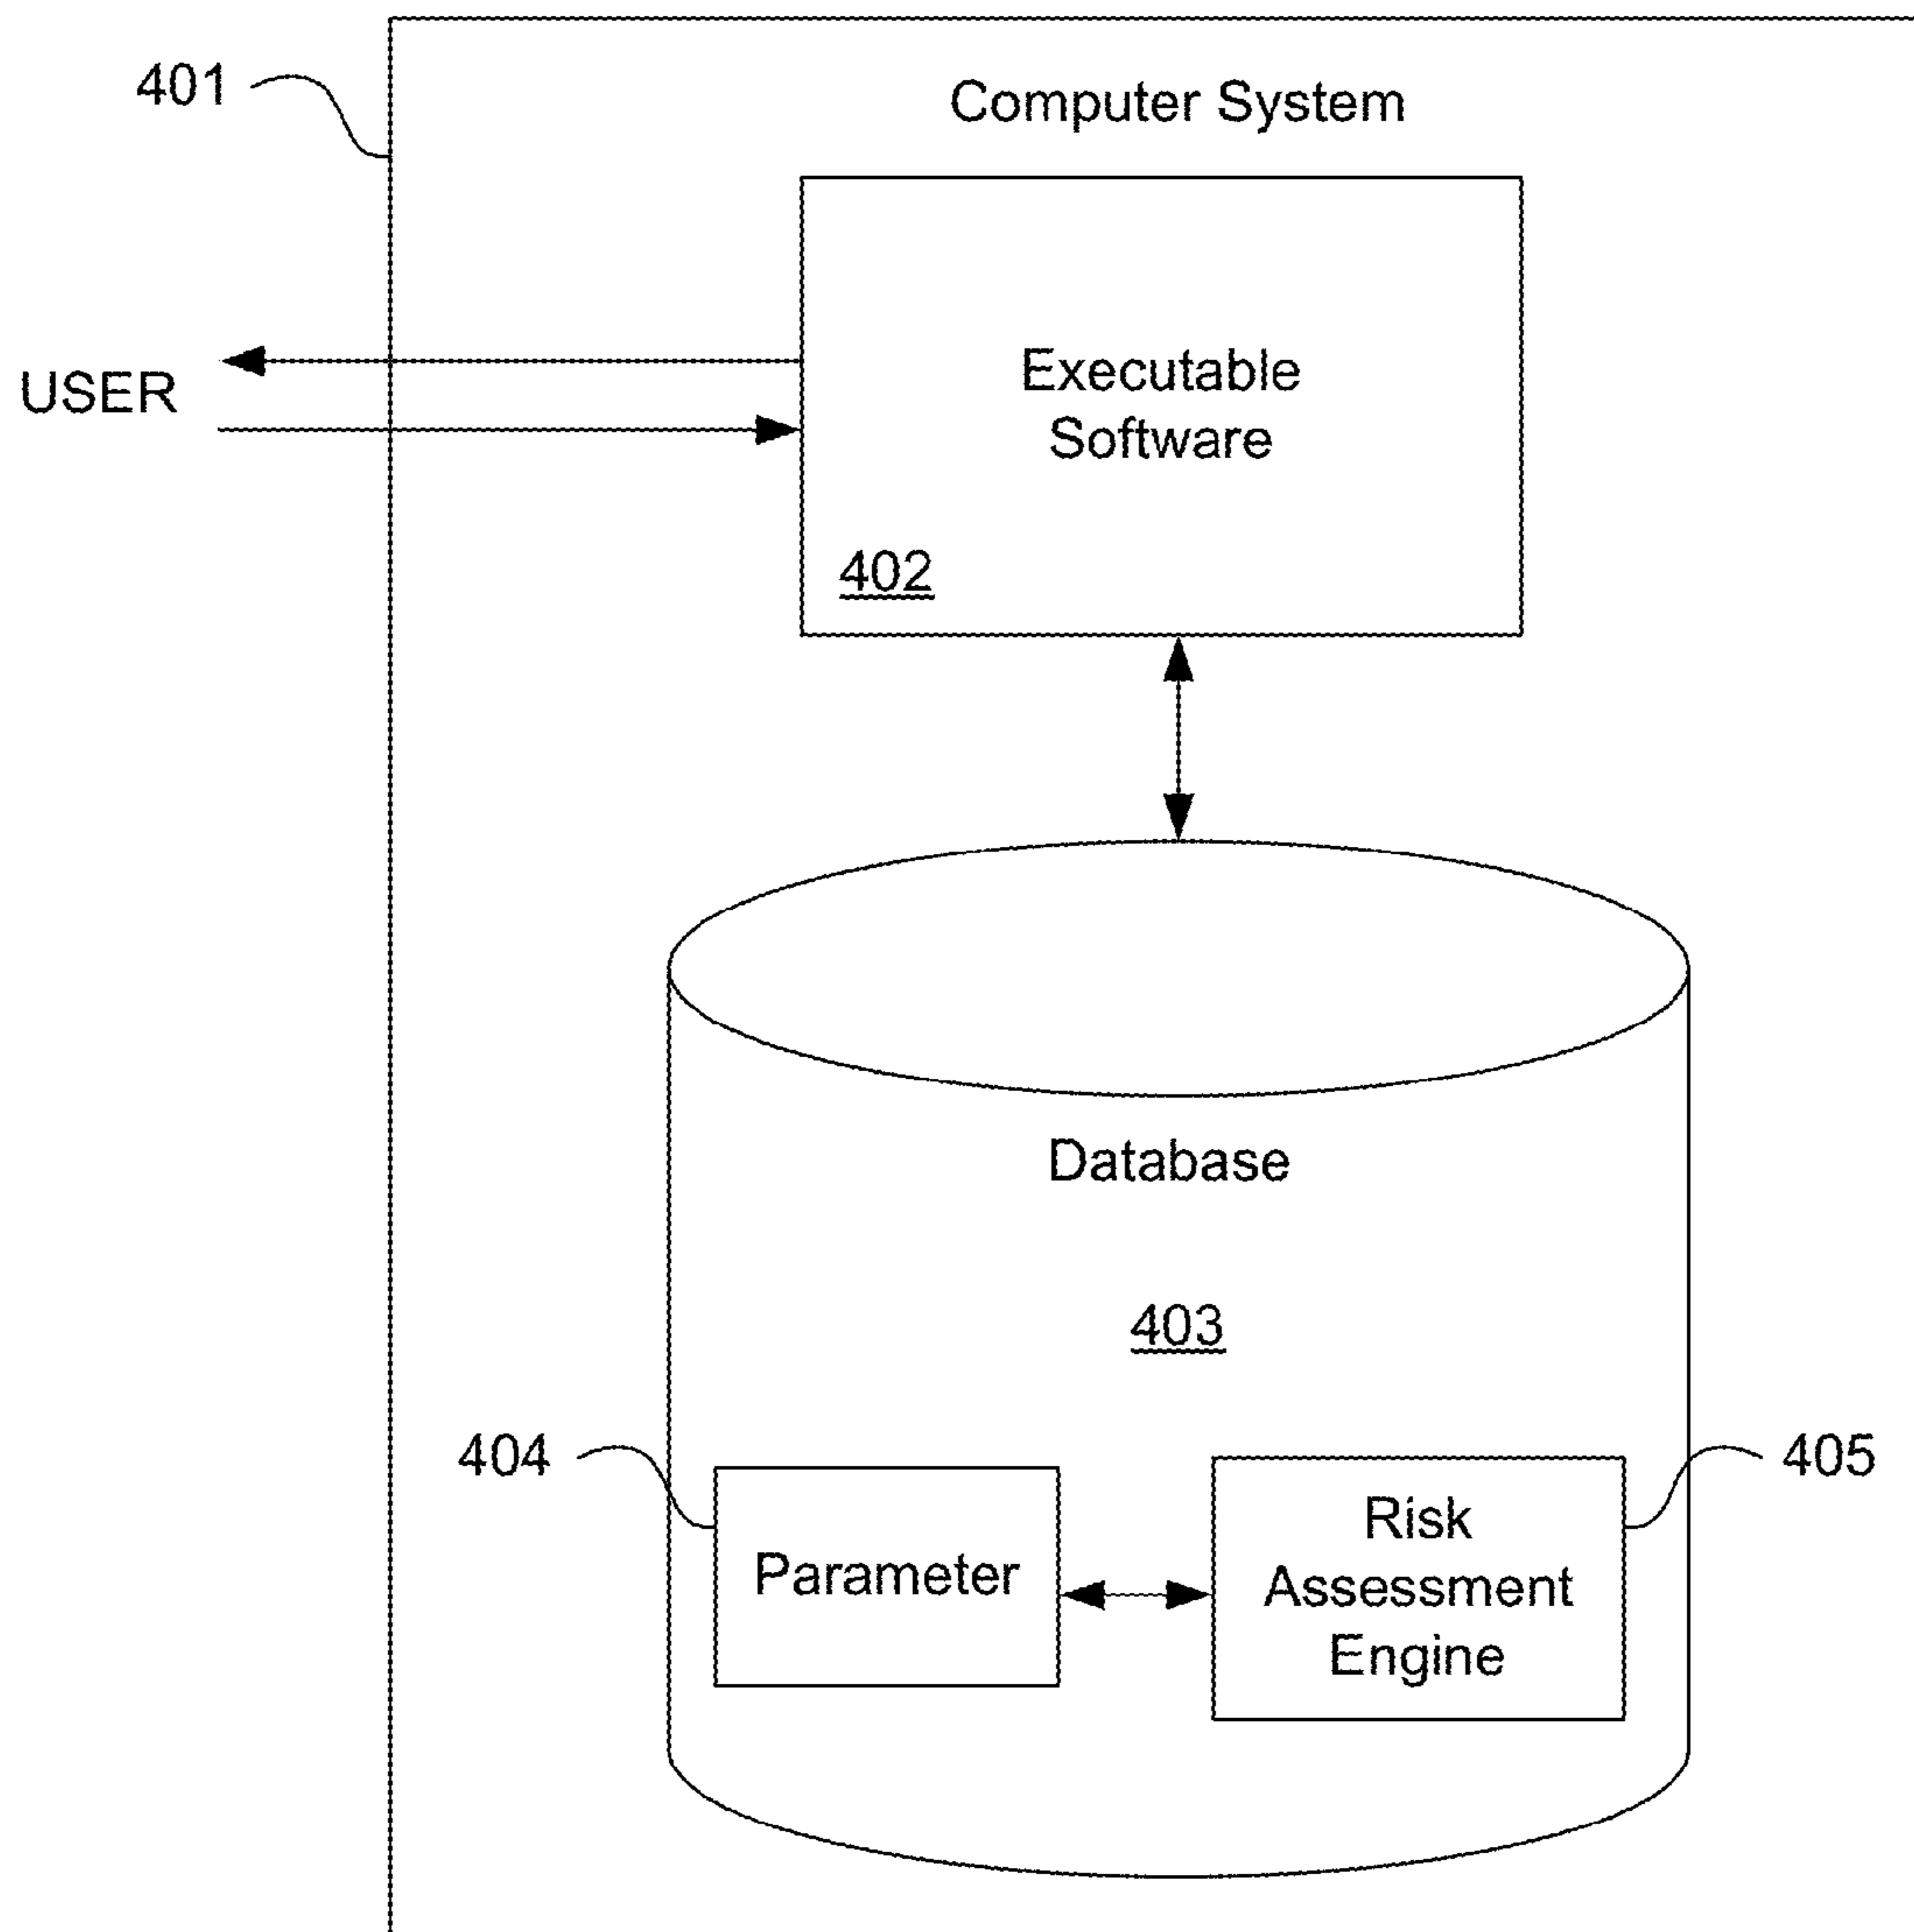 401
Computer System
USER
Executable
Software
402
Database
403
404
Parameter
Risk
Assessment
Engine
405